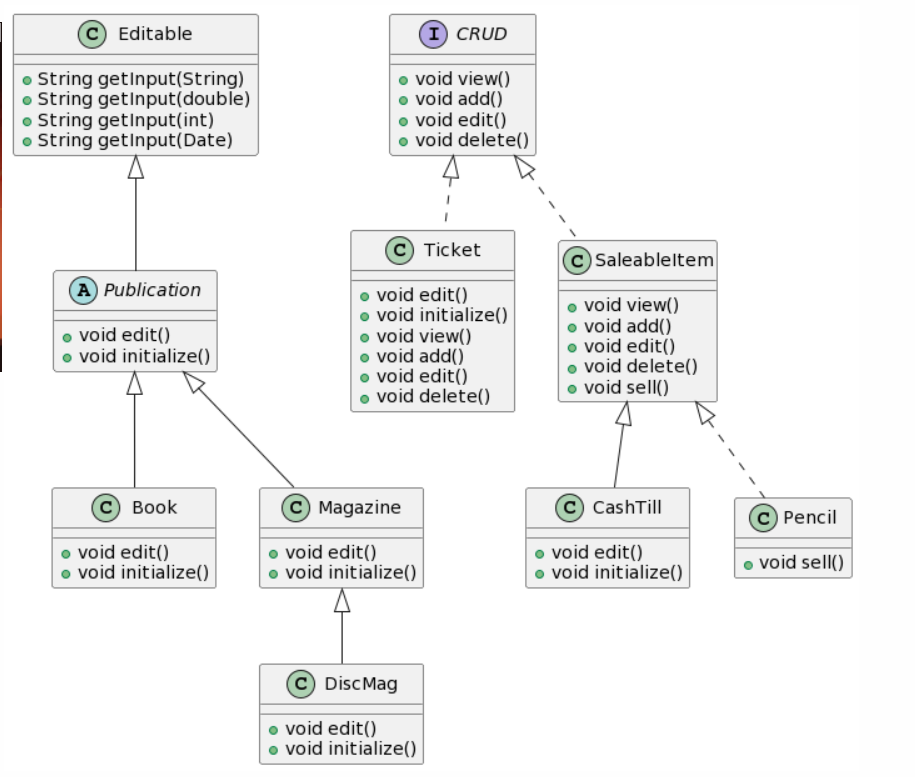 C Editable
String getInput(String)
String getInput(double)
String getInput(int)
String getInput(Date)
I CRUD
void view()
void add()
void edit()
void delete()
A Publication
void edit()
void initialize()
C Ticket
void edit()
void initialize()
void view()
void add()
void edit()
void delete()
C SaleableItem
void view()
void add()
void edit()
void delete()
void sell()
C Book
void edit()
void initialize()
C Magazine
void edit()
void initialize()
C CashTill
void edit()
void initialize()
C Pencil
void sell()
C DiscMag
void edit()
void initialize()